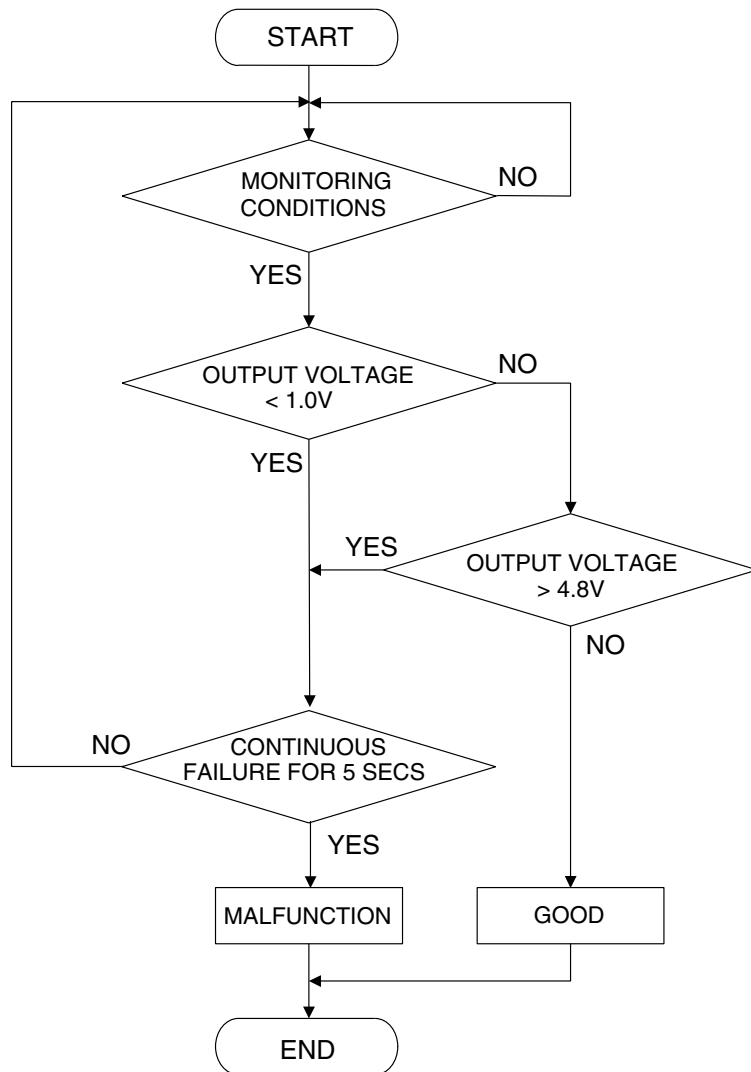 START
MONITORING
CONDITIONS
NO
YES
OUTPUT VOLTAGE
< 1.0V
NO
YES
YES
OUTPUT VOLTAGE
> 4.8V
NO
NO
CONTINUOUS
FAILURE FOR 5 SECS
YES
MALFUNCTION
GOOD
END